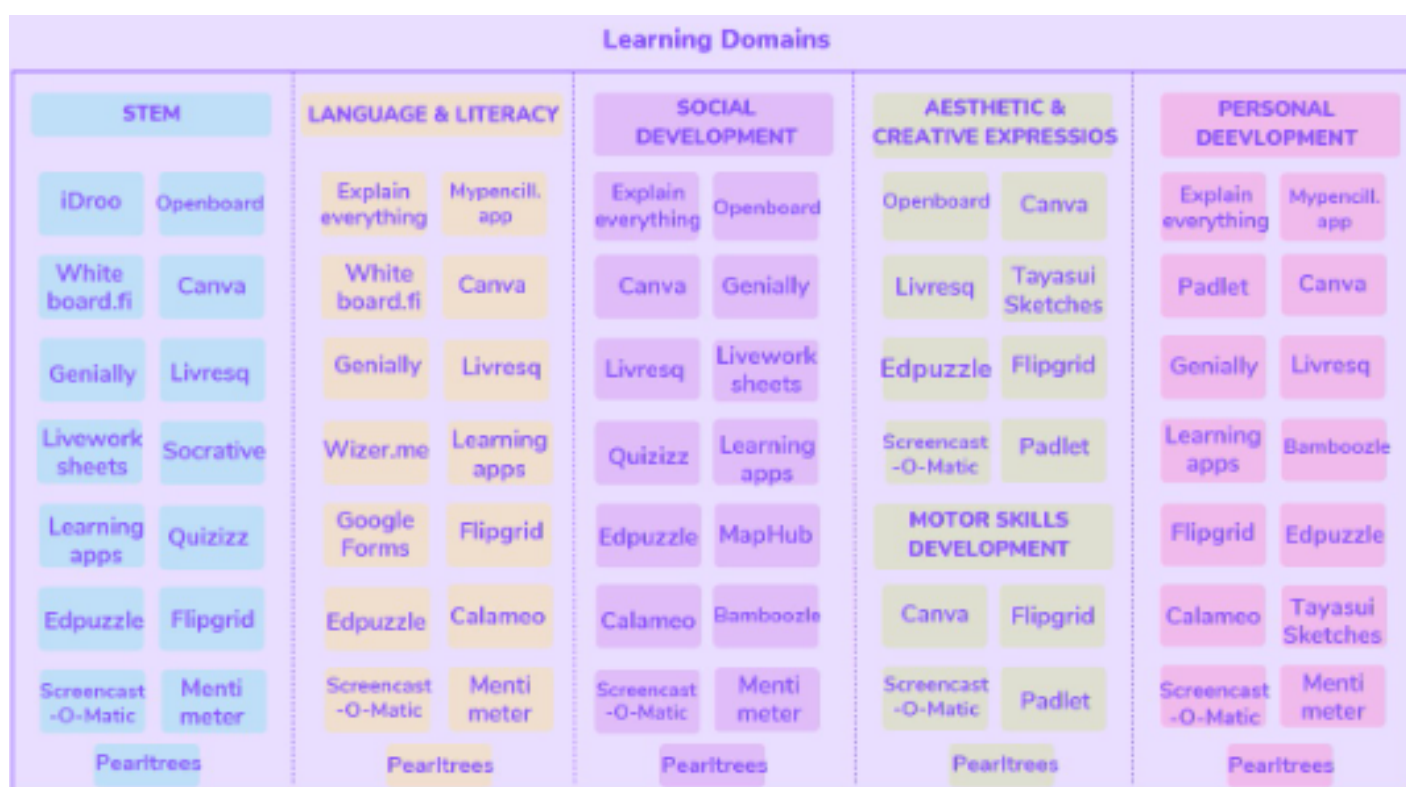 Learning Domains
STEM
iDroo
Openboard
White
board.fi
Canva
Genially
Livresq
Livework
sheets
Socrative
Learning
apps
Quizizz
Edpuzzle
Flipgrid
Screencast
-O-Matic
Menti
meter
Pearltrees
LANGUAGE & LITERACY
Explain
everything
Mypencill.
app
White
board.fi
Canva
Genially
Livresq
Wizer.me
Learning
apps
Google
Forms
Flipgrid
Edpuzzle
Calameo
Screencast
-O-Matic
Menti
meter
Pearltrees
SOCIAL
DEVELOPMENT
Explain
everything
Openboard
Canva
Genially
Livresq
Livework
sheets
Quizizz
Learning
apps
Edpuzzle
MapHub
Calameo
Bamboozle
Screencast
-O-Matic
Menti
meter
Pearltrees
AESTHETIC &
CREATIVE EXPRESSIOS
Openboard
Canva
Livresq
Tayasui
Sketches
Edpuzzle
Flipgrid
Screencast
-O-Matic
Padlet
MOTOR SKILLS
DEVELOPMENT
Canva
Flipgrid
Screencast
-O-Matic
Padlet
Pearltrees
PERSONAL
DEEVLOPMENT
Explain
everything
Mypencill.
app
Padlet
Canva
Genially
Livresq
Learning
apps
Bamboozle
Flipgrid
Edpuzzle
Calameo
Tayasui
Sketches
Screencast
-O-Matic
Menti
meter
Pearltrees